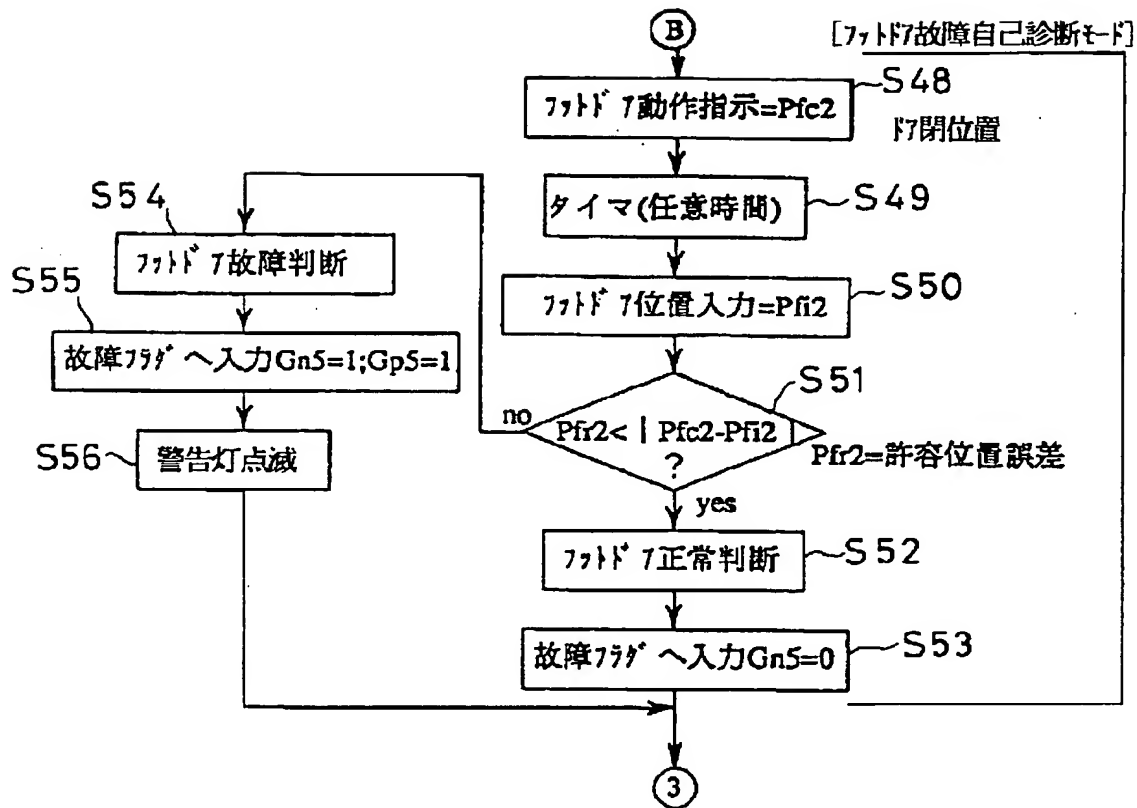 B
[フットドア故障自己診断モード]
フットドア動作指示=Pfc2
S48
ドア閉位置
タイマ(任意時間)
S49
フットドア位置入力=Pfi2
S50
Pfr2<|Pfc2-Pfi2|
?
S51
no
yes
Pfr2=許容位置誤差
フットドア正常判断
S52
故障フラグへ入力Gn5=0
S53
S54
フットドア故障判断
S55
故障フラグへ入力Gn5=1;Gp5=1
S56
警告灯点滅
3